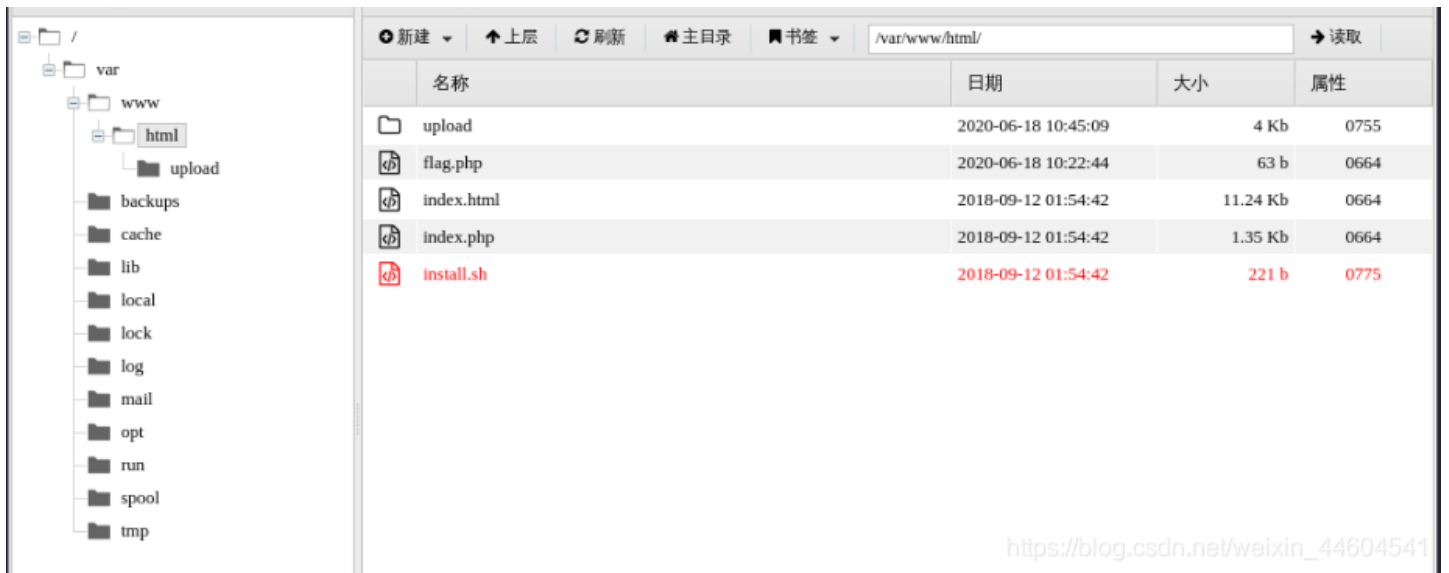 /
var
www
html
upload
backups
cache
lib
local
lock
log
mail
opt
run
spool
tmp
新建 上层 刷新 主目录 书签 /var/www/html/ 读取
名称 日期 大小 属性
upload 2020-06-18 10:45:09 4 Kb 0755
flag.php 2020-06-18 10:22:44 63 b 0664
index.html 2018-09-12 01:54:42 11.24 Kb 0664
index.php 2018-09-12 01:54:42 1.35 Kb 0664
install.sh 2018-09-12 01:54:42 221 b 0775
https://blog.csdn.net/weixin_44604541